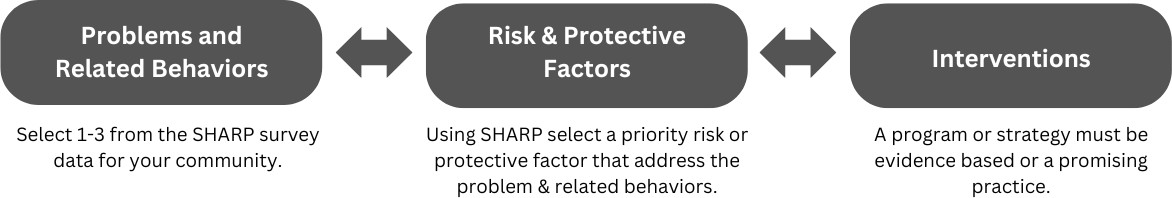 Problems and
Related Behaviors
Select 1-3 from the SHARP survey
data for your community.
Risk & Protective
Factors
Using SHARP select a priority risk or
protective factor that address the
problem & related behaviors.
Interventions
A program or strategy must be
evidence based or a promising
practice.